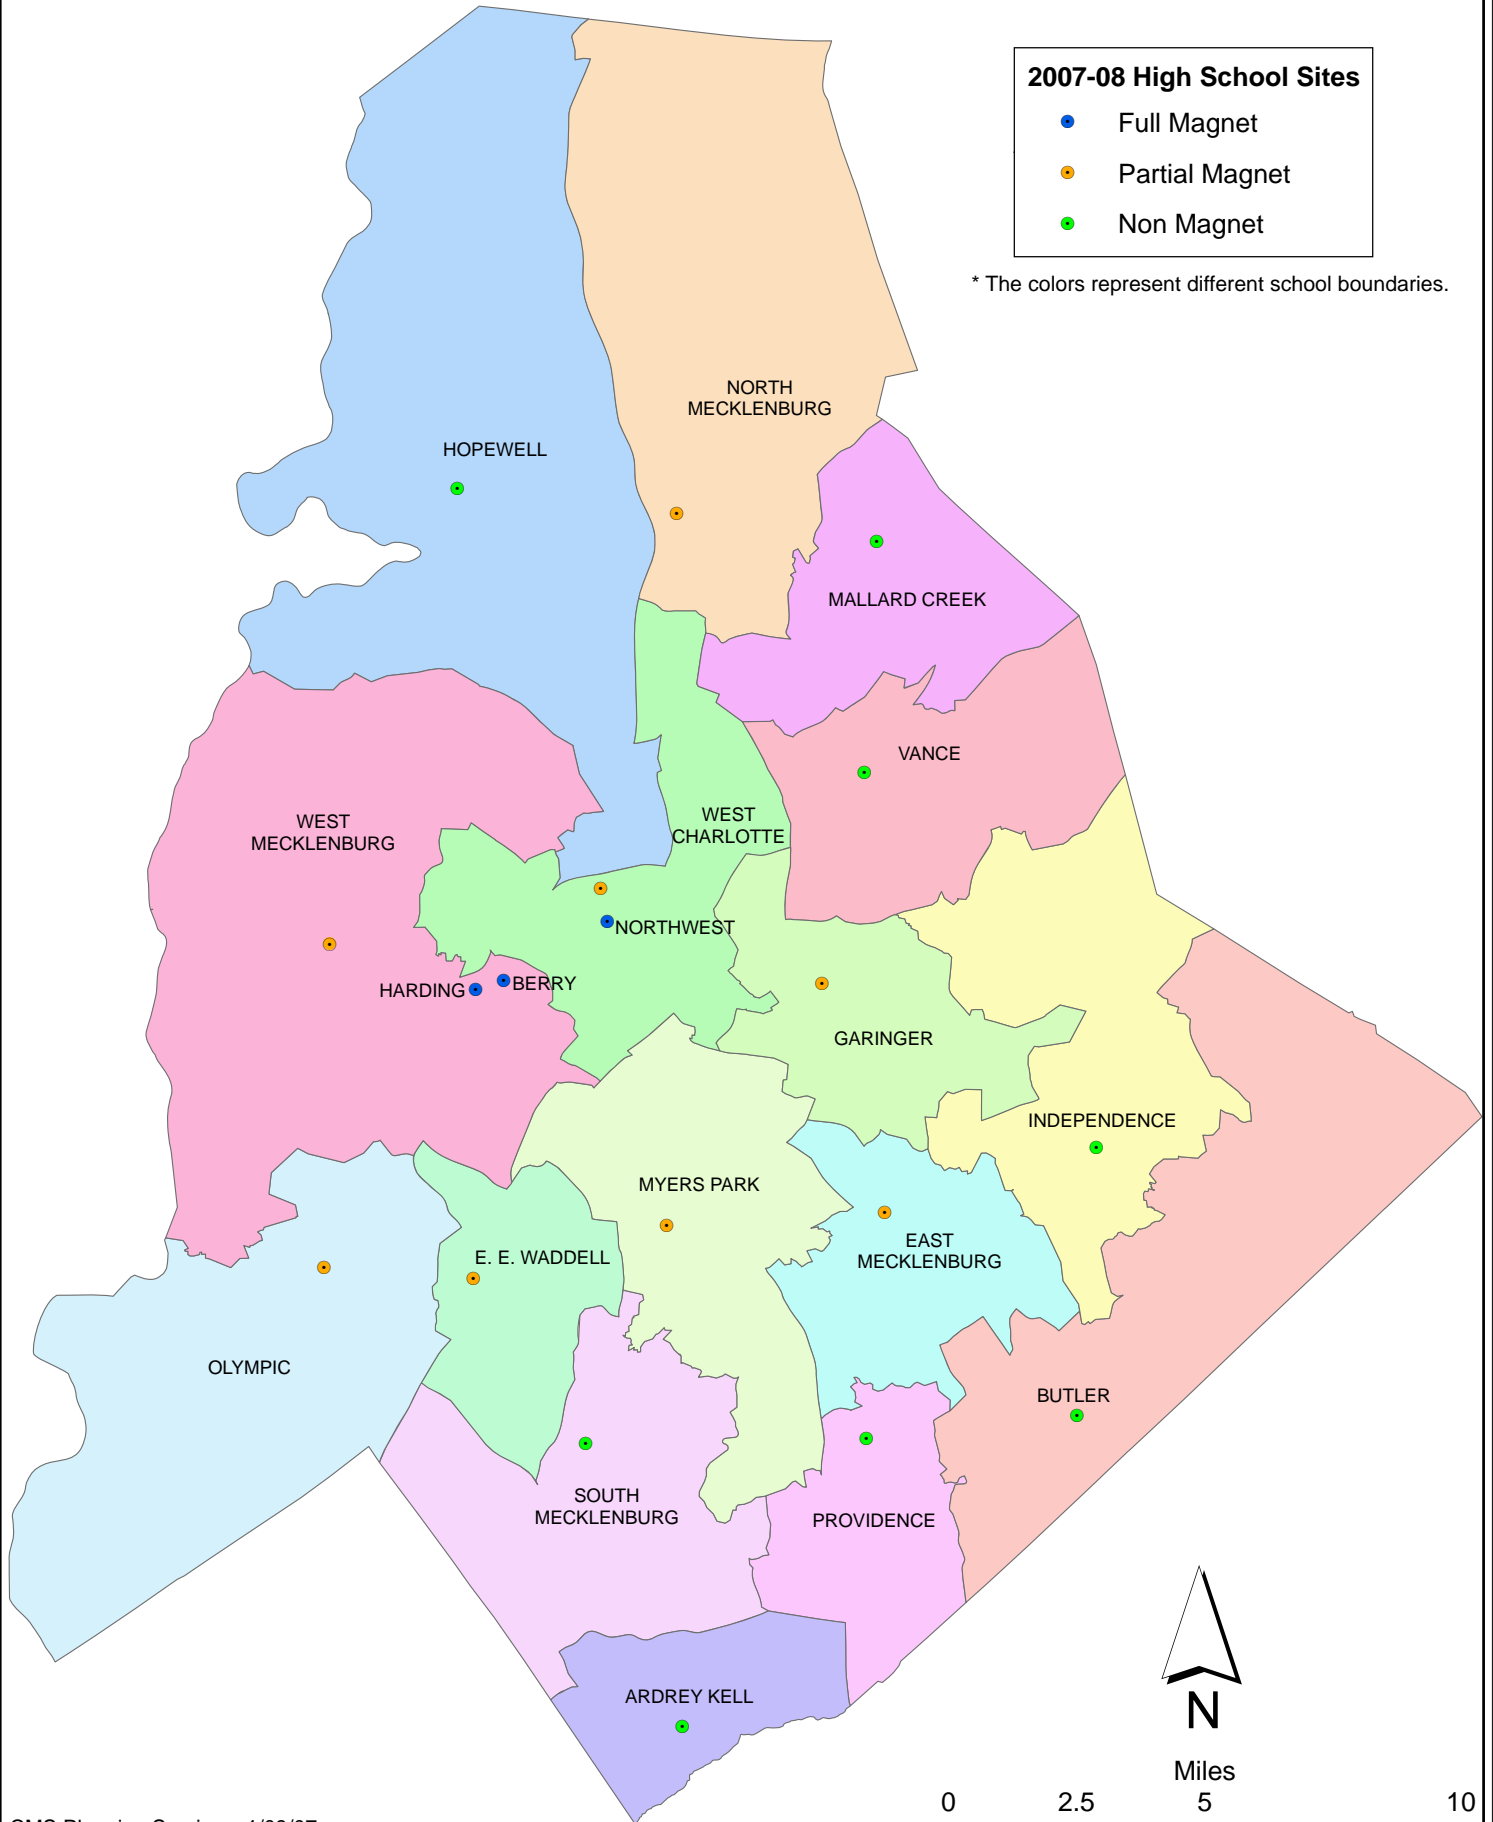 2007-08 High School Sites
Full Magnet
Partial Magnet
Non Magnet
* The colors represent different school boundaries.
NORTH
MECKLENBURG
HOPEWELL
MALLARD CREEK
VANCE
WEST
CHARLOTTE
WEST
MECKLENBURG
NORTHWEST
HARDING
BERRY
GARINGER
INDEPENDENCE
MYERS PARK
EAST
MECKLENBURG
E. E. WADDELL
OLYMPIC
BUTLER
SOUTH
MECKLENBURG
PROVIDENCE
ARDREY KELL
N
Miles
0 2.5 5 10